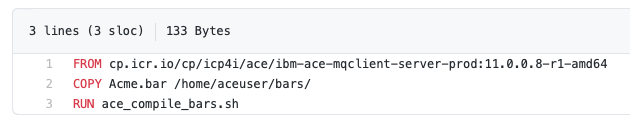 3 lines (3 sloc) 133 Bytes
1 FROM cp.icr.io/cp/icp4i/ace/ibm-ace-mqclient-server-prod:11.0.0.8-r1-amd64
2 COPY Acme.bar /home/aceuser/bars/
3 RUN ace_compile_bars.sh